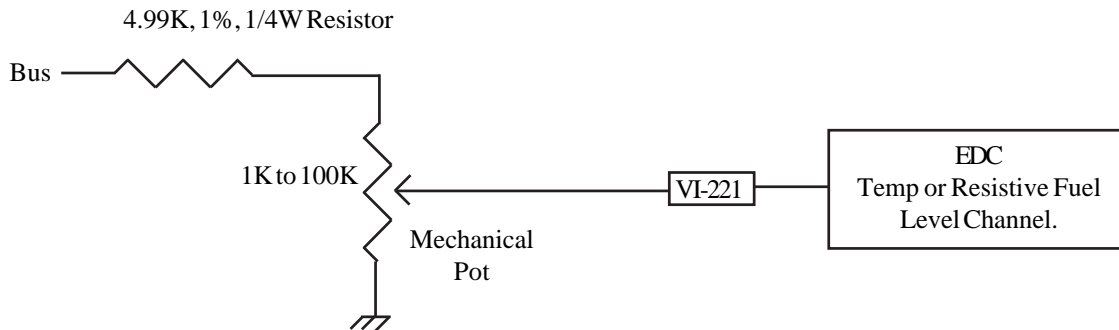 4.99K, 1%, 1/4W Resistor
Bus
1K to 100K
Mechanical
Pot
VI-221
EDC
Temp or Resistive Fuel
Level Channel.